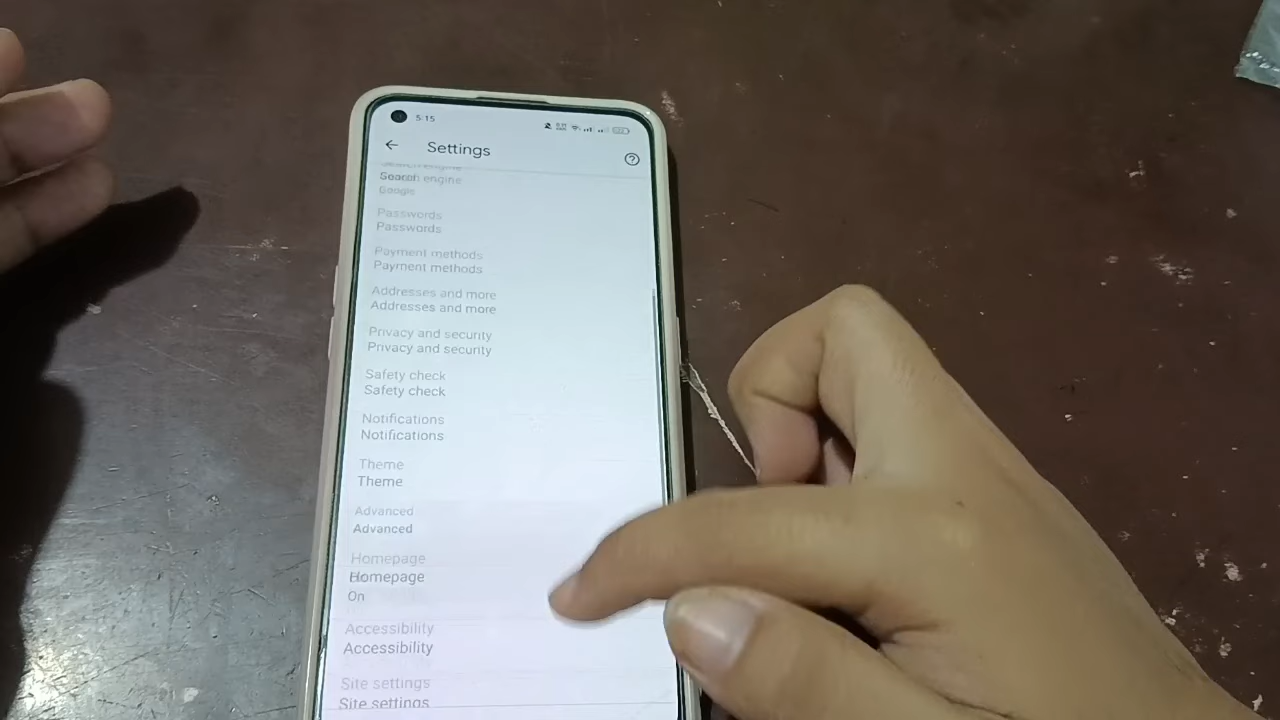 5:15
Settings
Search engine
Google
Passwords
Passwords
Payment methods
Payment methods
Addresses and more
Addresses and more
Privacy and security
Privacy and security
Safety check
Safety check
Notifications
Notifications
Theme
Theme
Advanced
Advanced
Homepage
Homepage
On
Accessibility
Accessibility
Site settings
Site settings